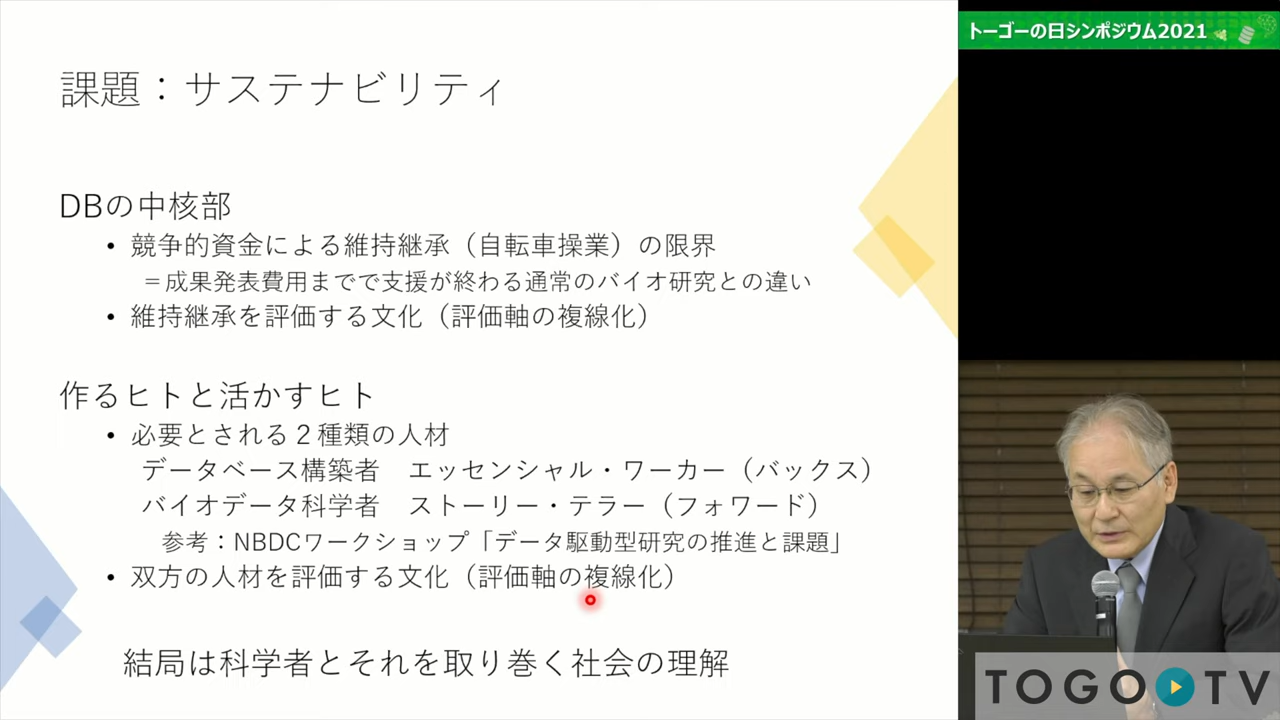 課題：サステナビリティ
DBの中核部
• 競争的資金による維持継承（自転車操業）の限界
＝成果発表費用までで支援が終わる通常のバイオ研究との違い
• 維持継承を評価する文化（評価軸の複線化）
作るヒトと活かすヒト
• 必要とされる２種類の人材
データベース構築者　エッセンシャル・ワーカー（バックス）
バイオデータ科学者　ストーリー・テラー（フォワード）
参考：NBDCワークショップ「データ駆動型研究の推進と課題」
• 双方の人材を評価する文化（評価軸の複線化）
結局は科学者とそれを取り巻く社会の理解
トーゴーの日シンポジウム2021
TOGO TV